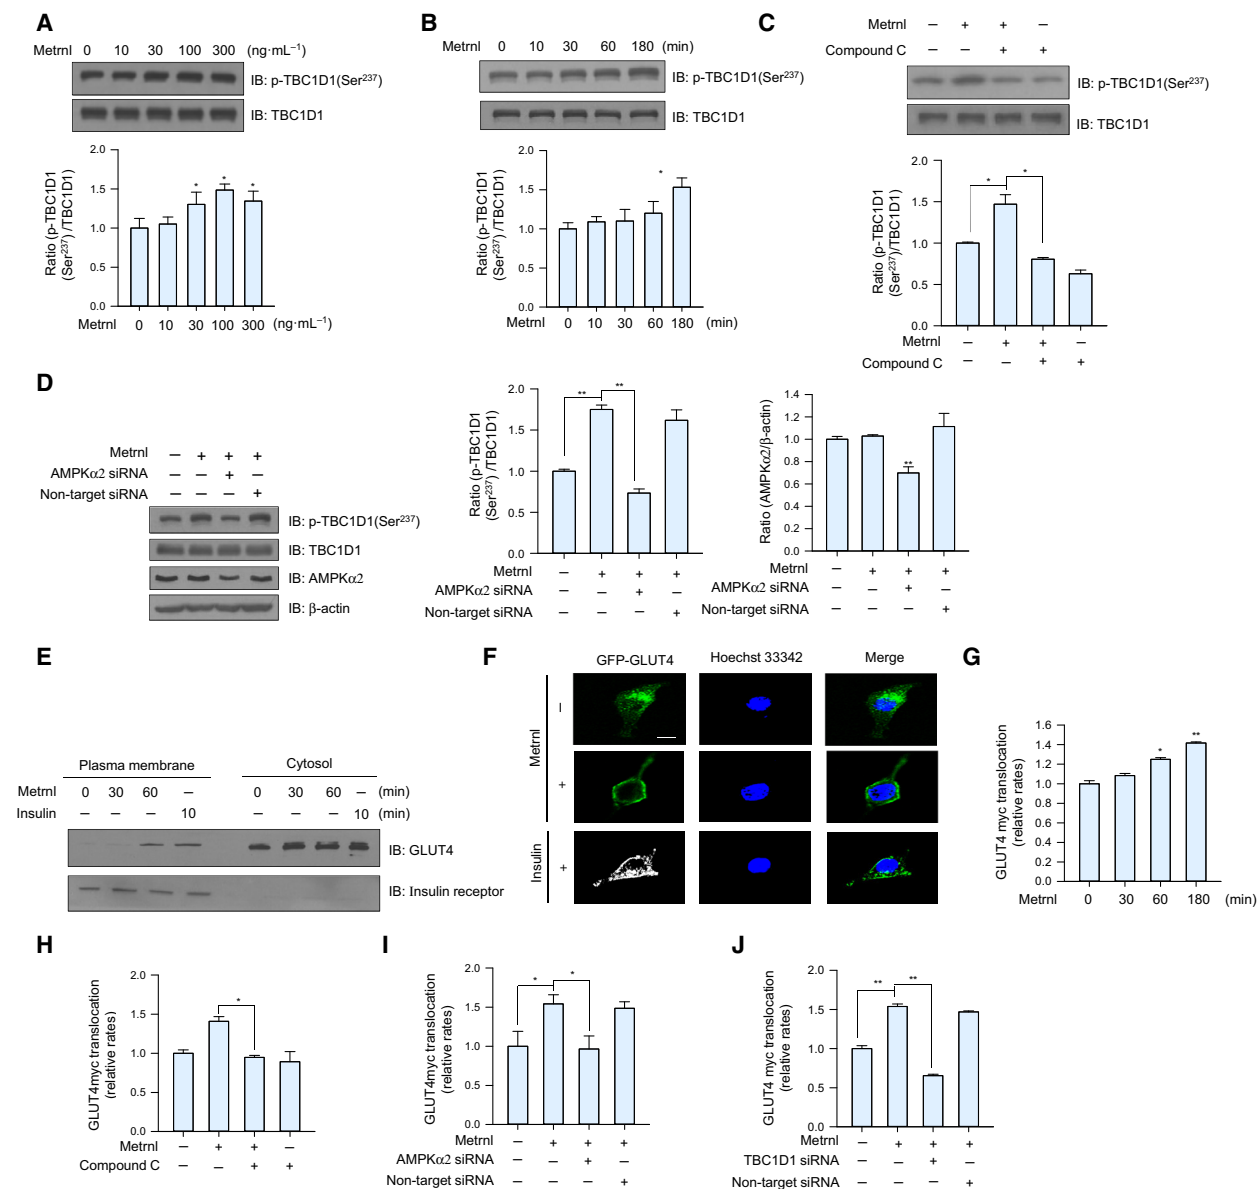 A
Metrnl 0 10 30 100 300 (ng·mL⁻¹)
IB: p-TBC1D1(Ser²³⁷)
IB: TBC1D1
Ratio (p-TBC1D1
(Ser²³⁷) /TBC1D1)
2.0
1.5
1.0
0.5
0.0
* * *
Metrnl 0 10 30 100 300 (ng·mL⁻¹)
B
Metrnl 0 10 30 60 180 (min)
IB: p-TBC1D1(Ser²³⁷)
IB: TBC1D1
Ratio (p-TBC1D1
(Ser²³⁷) /TBC1D1)
2.0
1.5
1.0
0.5
0.0
*
Metrnl 0 10 30 60 180 (min)
C
Metrnl – + + –
Compound C – – + +
IB: p-TBC1D1(Ser²³⁷)
IB: TBC1D1
Ratio (p-TBC1D1
(Ser²³⁷)/TBC1D1)
2.0
1.5
1.0
0.5
0.0
* *
Metrnl – + + –
Compound C – – + +
D
Metrnl – + + +
AMPKα2 siRNA – – + –
Non-target siRNA – – – +
IB: p-TBC1D1(Ser²³⁷)
IB: TBC1D1
IB: AMPKα2
IB: β-actin
Ratio (p-TBC1D1
(Ser²³⁷) /TBC1D1)
2.0
1.5
1.0
0.5
0.0
** **
Metrnl – + + +
AMPKα2 siRNA – – + –
Non-target siRNA – – – +
Ratio (AMPKα2/β-actin)
1.4
1.2
1.0
0.8
0.6
0.4
0.2
0.0
**
Metrnl – + + +
AMPKα2 siRNA – – + –
Non-target siRNA – – – +
E
Plasma membrane Cytosol
Metrnl 0 30 60 – 0 30 60 – (min)
Insulin – – – 10 – – – 10 (min)
IB: GLUT4
IB: Insulin receptor
F
GFP-GLUT4 Hoechst 33342 Merge
Metrnl
–
+
Insulin
+
G
GLUT4 myc translocation
(relative rates)
1.6
1.4
1.2
1.0
0.8
0.6
0.4
0.2
0.0
* **
Metrnl 0 30 60 180 (min)
H
GLUT4myc translocation
(relative rates)
2.0
1.5
1.0
0.5
0.0
*
Metrnl – + + –
Compound C – – + +
I
GLUT4myc translocation
(relative rates)
2.0
1.5
1.0
0.5
0.0
* *
Metrnl – + + +
AMPKα2 siRNA – – + –
Non-target siRNA – – – +
J
GLUT4 myc translocation
(relative rates)
2.0
1.5
1.0
0.5
0.0
** **
Metrnl – + + +
TBC1D1 siRNA – – + –
Non-target siRNA – – – +